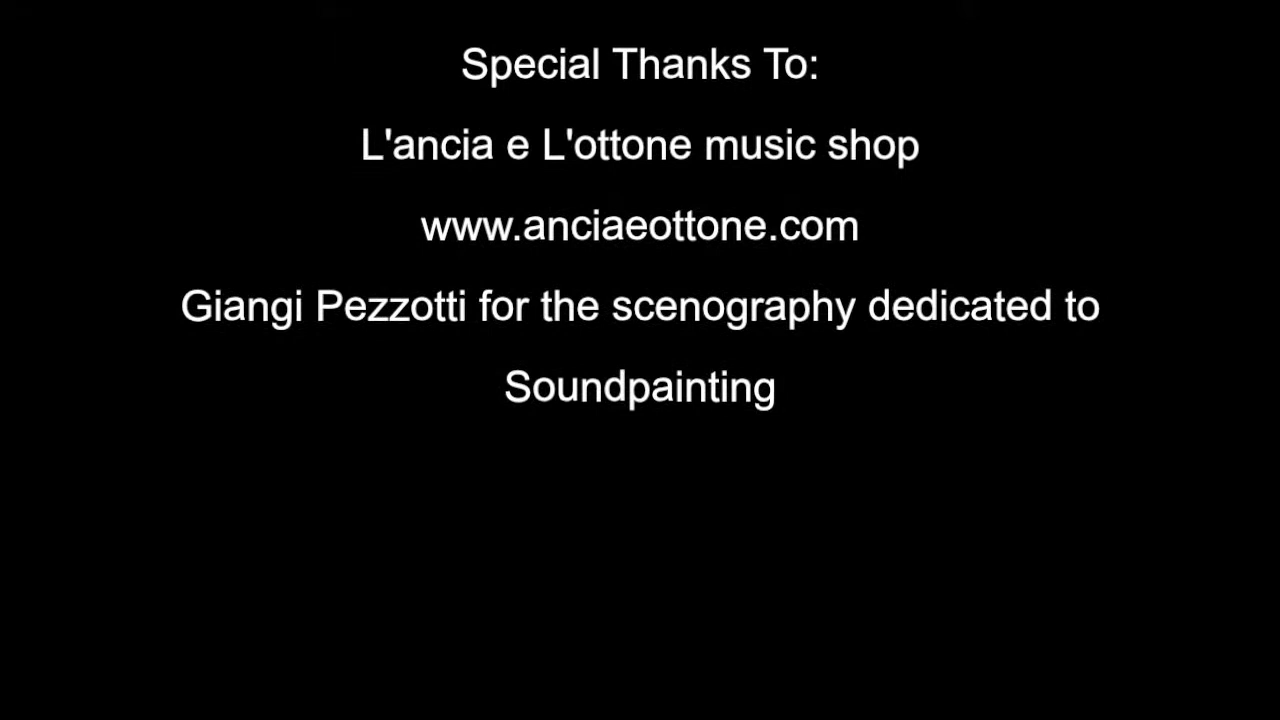 Special Thanks To:
L'ancia e L'ottone music shop
www.anciaeottone.com
Giangi Pezzotti for the scenography dedicated to
Soundpainting